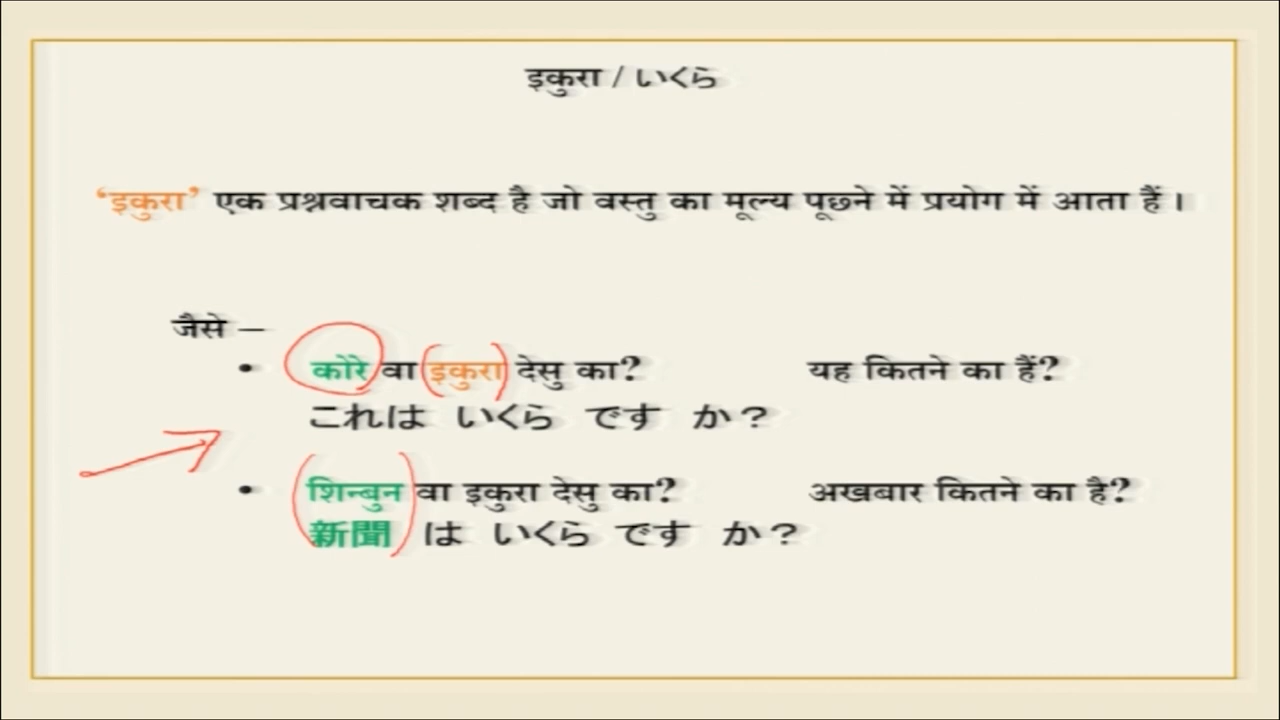 इकुरा / いくら
‘इकुरा’ एक प्रश्नवाचक शब्द है जो वस्तु का मूल्य पूछने में प्रयोग में आता हैं।
जैसे –
• कोरे वा इकुरा देसु का? यह कितने का हैं?
これは いくら です か?
• शिन्बुन वा इकुरा देसु का? अखबार कितने का है?
新聞 は いくら です か?